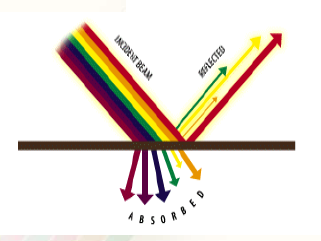 INCIDENT BEAM
REFLECTED
ABSORBED